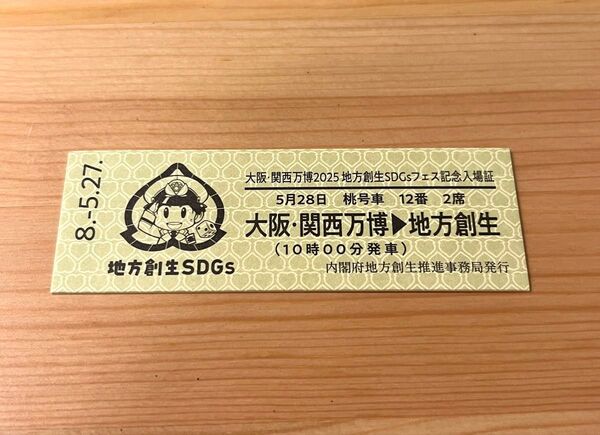 8.-5.27.
地方創生SDGs
大阪・関西万博2025 地方創生SDGsフェス記念入場証
5月28日 桃号車 12番 2席
大阪・関西万博▶地方創生
(10時00分発車)
内閣府地方創生推進事務局発行